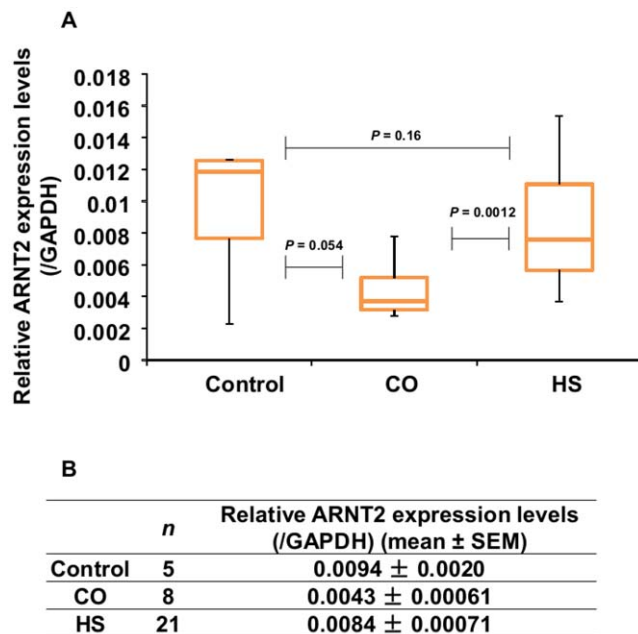 A
Relative ARNT2 expression levels
(/GAPDH)
0.018
0.016
0.014
0.012
0.01
0.008
0.006
0.004
0.002
0
P = 0.16
P = 0.0012
P = 0.054
Control CO HS
B
n Relative ARNT2 expression levels
(/GAPDH) (mean ± SEM)
Control 5 0.0094 ± 0.0020
CO 8 0.0043 ± 0.00061
HS 21 0.0084 ± 0.00071